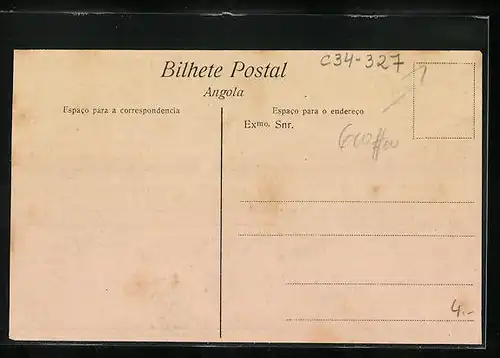 C34-327
Bilhete Postal
Angola
Espaço para a correspondencia
Espaço para o endereço
Exmo. Snr.
4.-